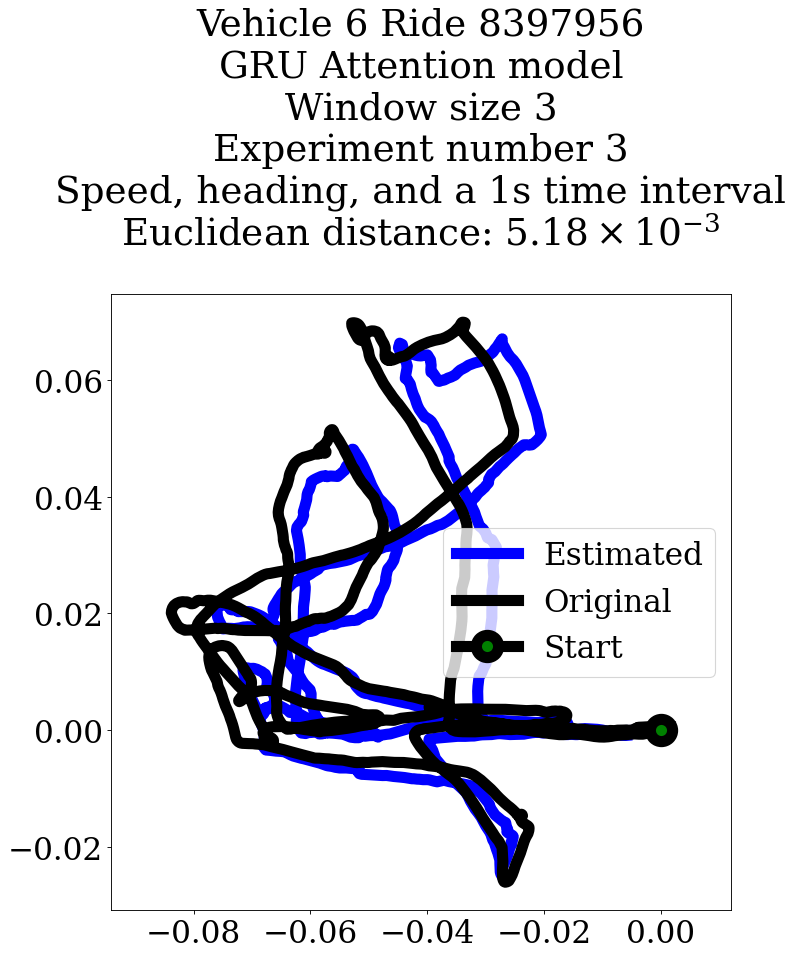 Vehicle 6 Ride 8397956
GRU Attention model
Window size 3
Experiment number 3
Speed, heading, and a 1s time interval
Euclidean distance: 5.18 × 10⁻³
0.06
0.04
0.02
0.00
−0.02
Estimated
Original
Start
−0.08 −0.06 −0.04 −0.02 0.00